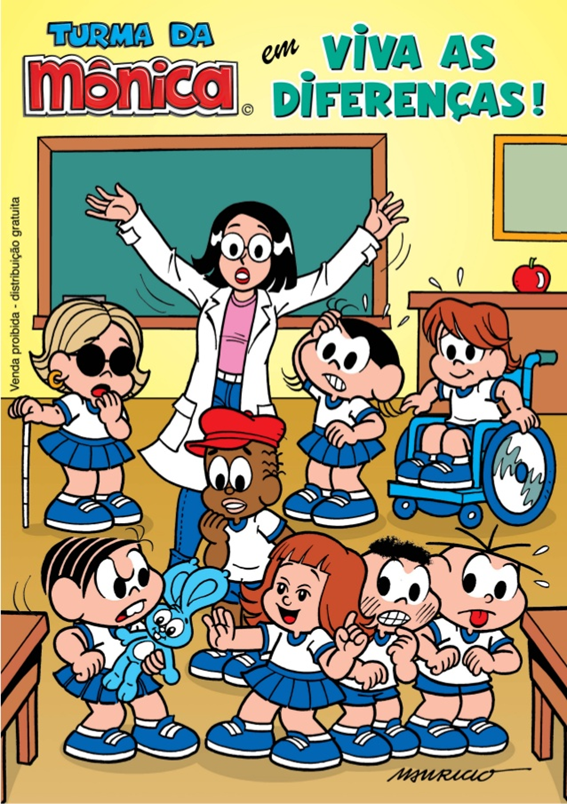 TURMA DA
Mônica ©
em VIVA AS
DIFERENÇAS!
Venda proibida - distribuição gratuita
MAURICIO